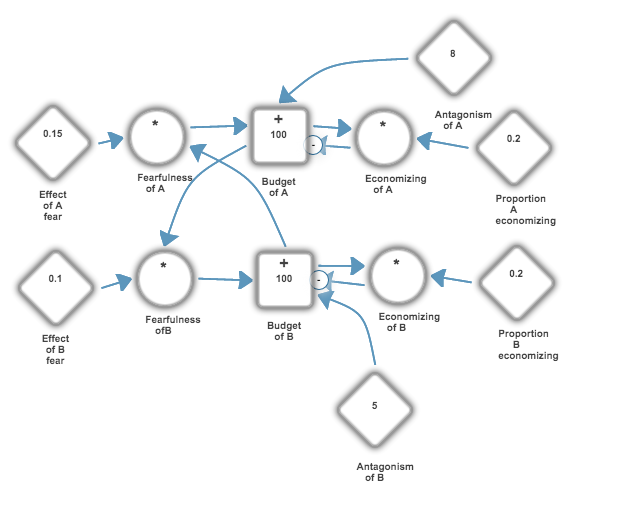 8
Antagonism
of A
0.15
*
+
100
*
0.2
-
Effect
of A
fear
Fearfulness
of A
Budget
of A
Economizing
of A
Proportion
A
economizing
0.1
*
+
100
*
0.2
-
Effect
of B
fear
Fearfulness
ofB
Budget
of B
Economizing
of B
Proportion
B
economizing
5
Antagonism
of B